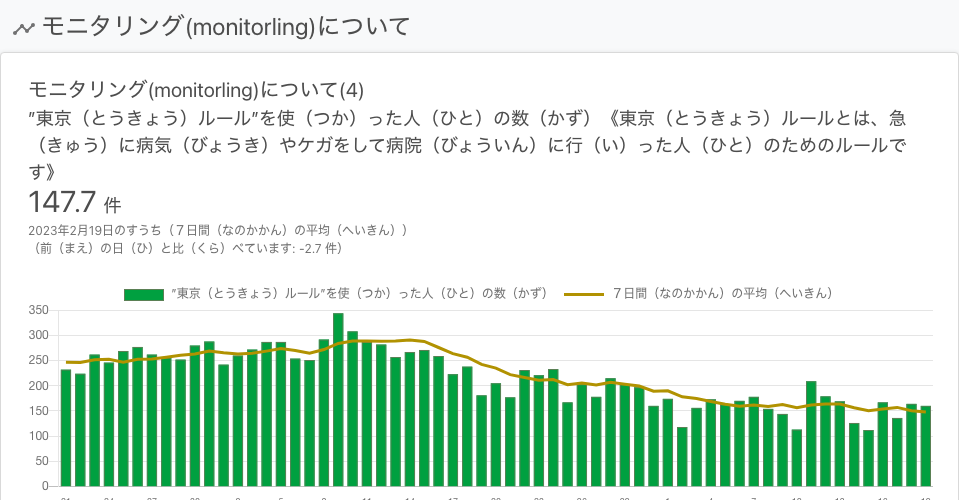 モニタリング(monitorling)について
モニタリング(monitorling)について(4)
”東京（とうきょう）ルール”を使（つか）った人（ひと）の数（かず）《東京（とうきょう）ルールとは、急
（きゅう）に病気（びょうき）やケガをして病院（びょういん）に行（い）った人（ひと）のためのルールで
す》
147.7 件
2023年2月19日のすうち（７日間（なのかかん）の平均（へいきん））
（前（まえ）の日（ひ）と比（くら）べています: -2.7 件）
”東京（とうきょう）ルール”を使（つか）った人（ひと）の数（かず） ７日間（なのかかん）の平均（へいきん）
350
300
250
200
150
100
50
0